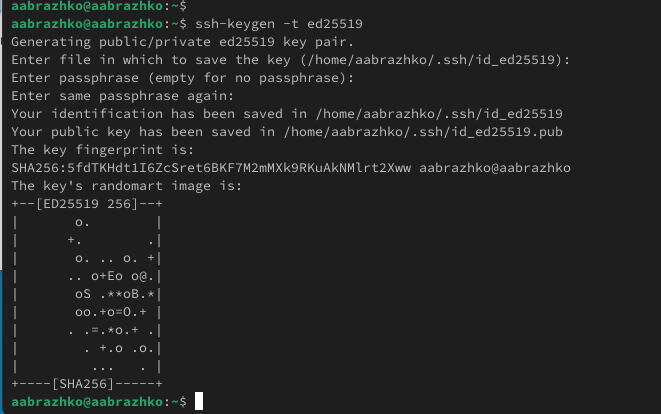 aabrazhko@aabrazhko:~$
aabrazhko@aabrazhko:~$ ssh-keygen -t ed25519
Generating public/private ed25519 key pair.
Enter file in which to save the key (/home/aabrazhko/.ssh/id_ed25519):
Enter passphrase (empty for no passphrase):
Enter same passphrase again:
Your identification has been saved in /home/aabrazhko/.ssh/id_ed25519
Your public key has been saved in /home/aabrazhko/.ssh/id_ed25519.pub
The key fingerprint is:
SHA256:5fdTKHdt1I6ZcSret6BKF7M2mMXk9RKuAkNMlrt2Xww aabrazhko@aabrazhko
The key's randomart image is:
+--[ED25519 256]--+
|       o.        |
|      +.        .|
|       o. .. o. +|
|      .. o+Eo o@.|
|       oS .**oB.*|
|       oo.+o=O.+ |
|      . .=.*o.+ .|
|        . +.o .o.|
|         ...   . |
+----[SHA256]-----+
aabrazhko@aabrazhko:~$